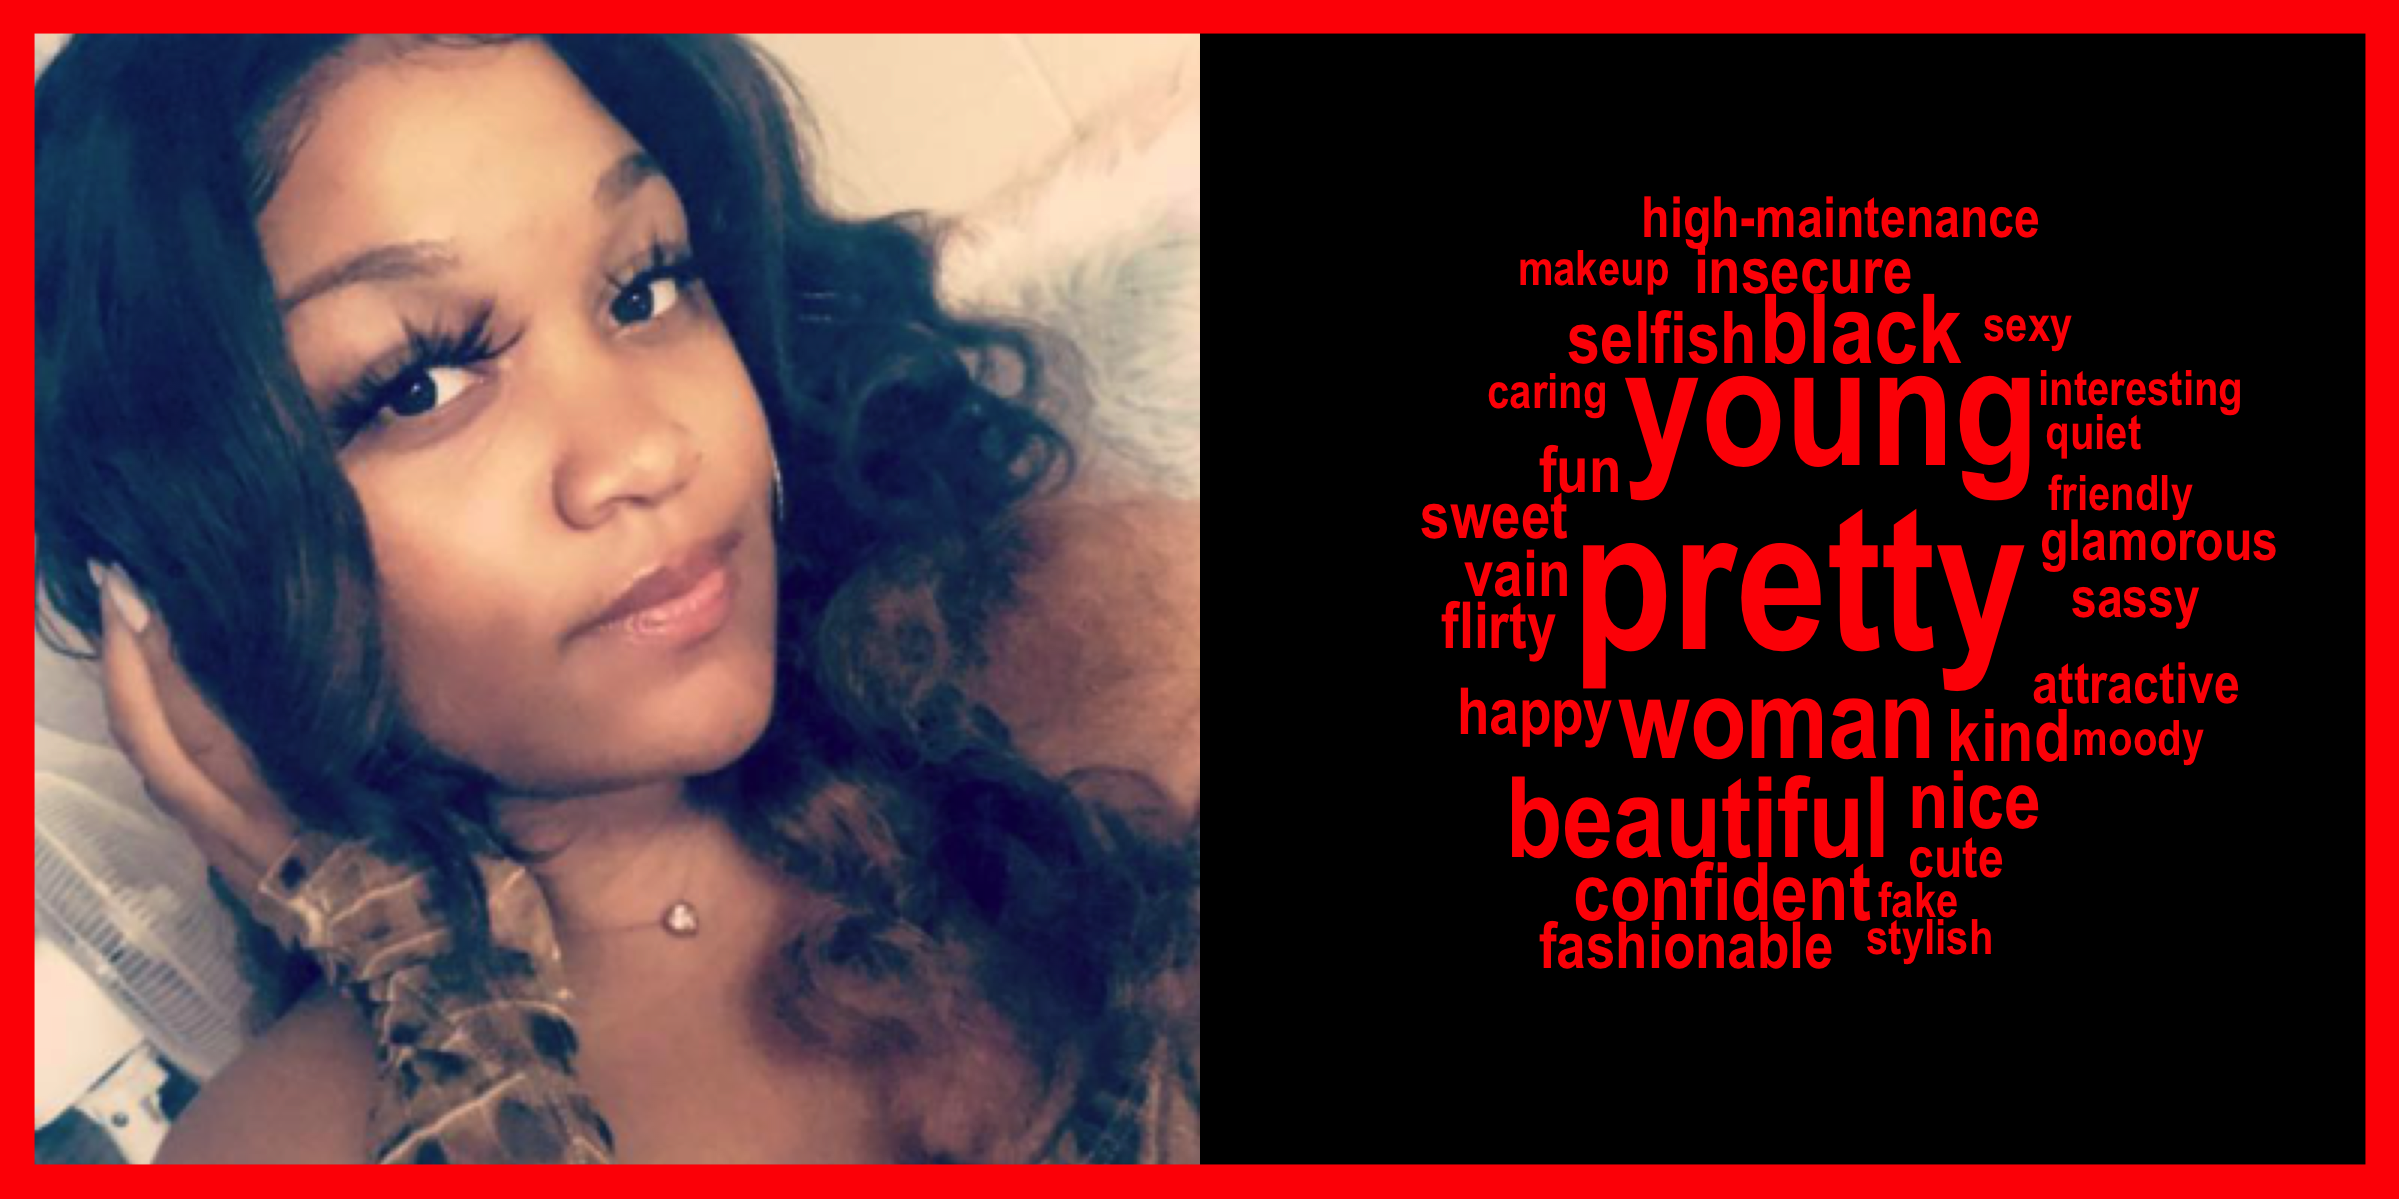 high-maintenance
makeup insecure
selfish black sexy
caring young interesting
quiet
fun friendly
sweet glamorous
vain pretty sassy
flirty
attractive
happy woman kind moody
beautiful nice
cute
confident fake
fashionable stylish